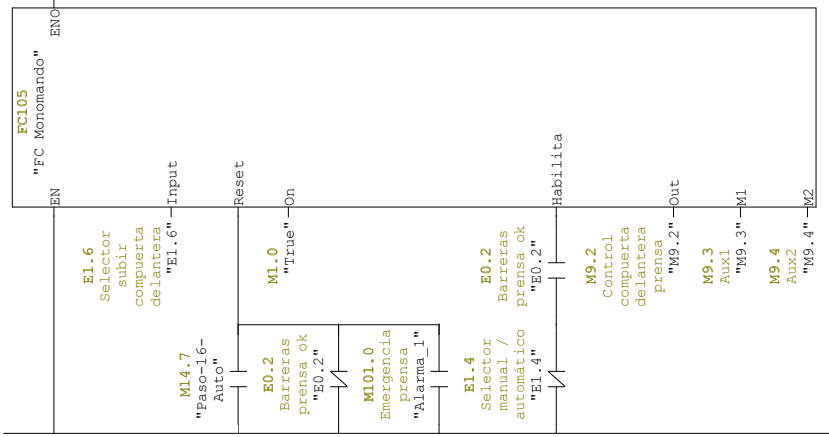 FC105
"FC Monomando"
EN
ENO
E1.6
Selector
subir
compuerta
delantera
"E1.6"
Input
M14.7
"Paso-16-
Auto"
Reset
E0.2
Barreras
prensa ok
"E0.2"
M101.0
Emergencia
prensa
"Alarma_1"
M1.0
"True"
On
E1.4
Selector
manual /
automático
"E1.4"
E0.2
Barreras
prensa ok
"E0.2"
Habilita
M9.2
Control
compuerta
delantera
prensa
"M9.2"
Out
M9.3
Aux1
"M9.3"
M1
M9.4
Aux2
"M9.4"
M2